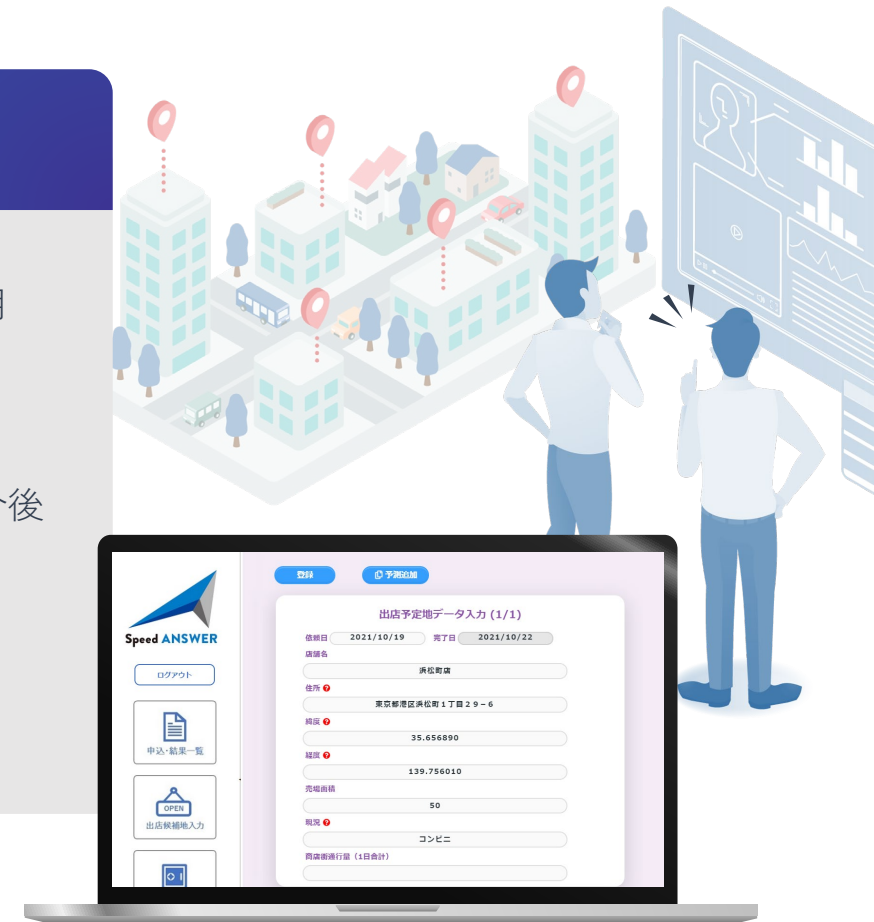 月
後
登録
予測追加
出店予定地データ入力 (1/1)
依頼日 2021/10/19 完了日 2021/10/22
店舗名
浜松町店
住所
東京都港区浜松町1丁目29-6
緯度
35.656890
経度
139.756010
売場面積
50
現況
コンビニ
商店街通行量(1日合計)
Speed ANSWER
ログアウト
申込・結果一覧
OPEN
出店候補地入力